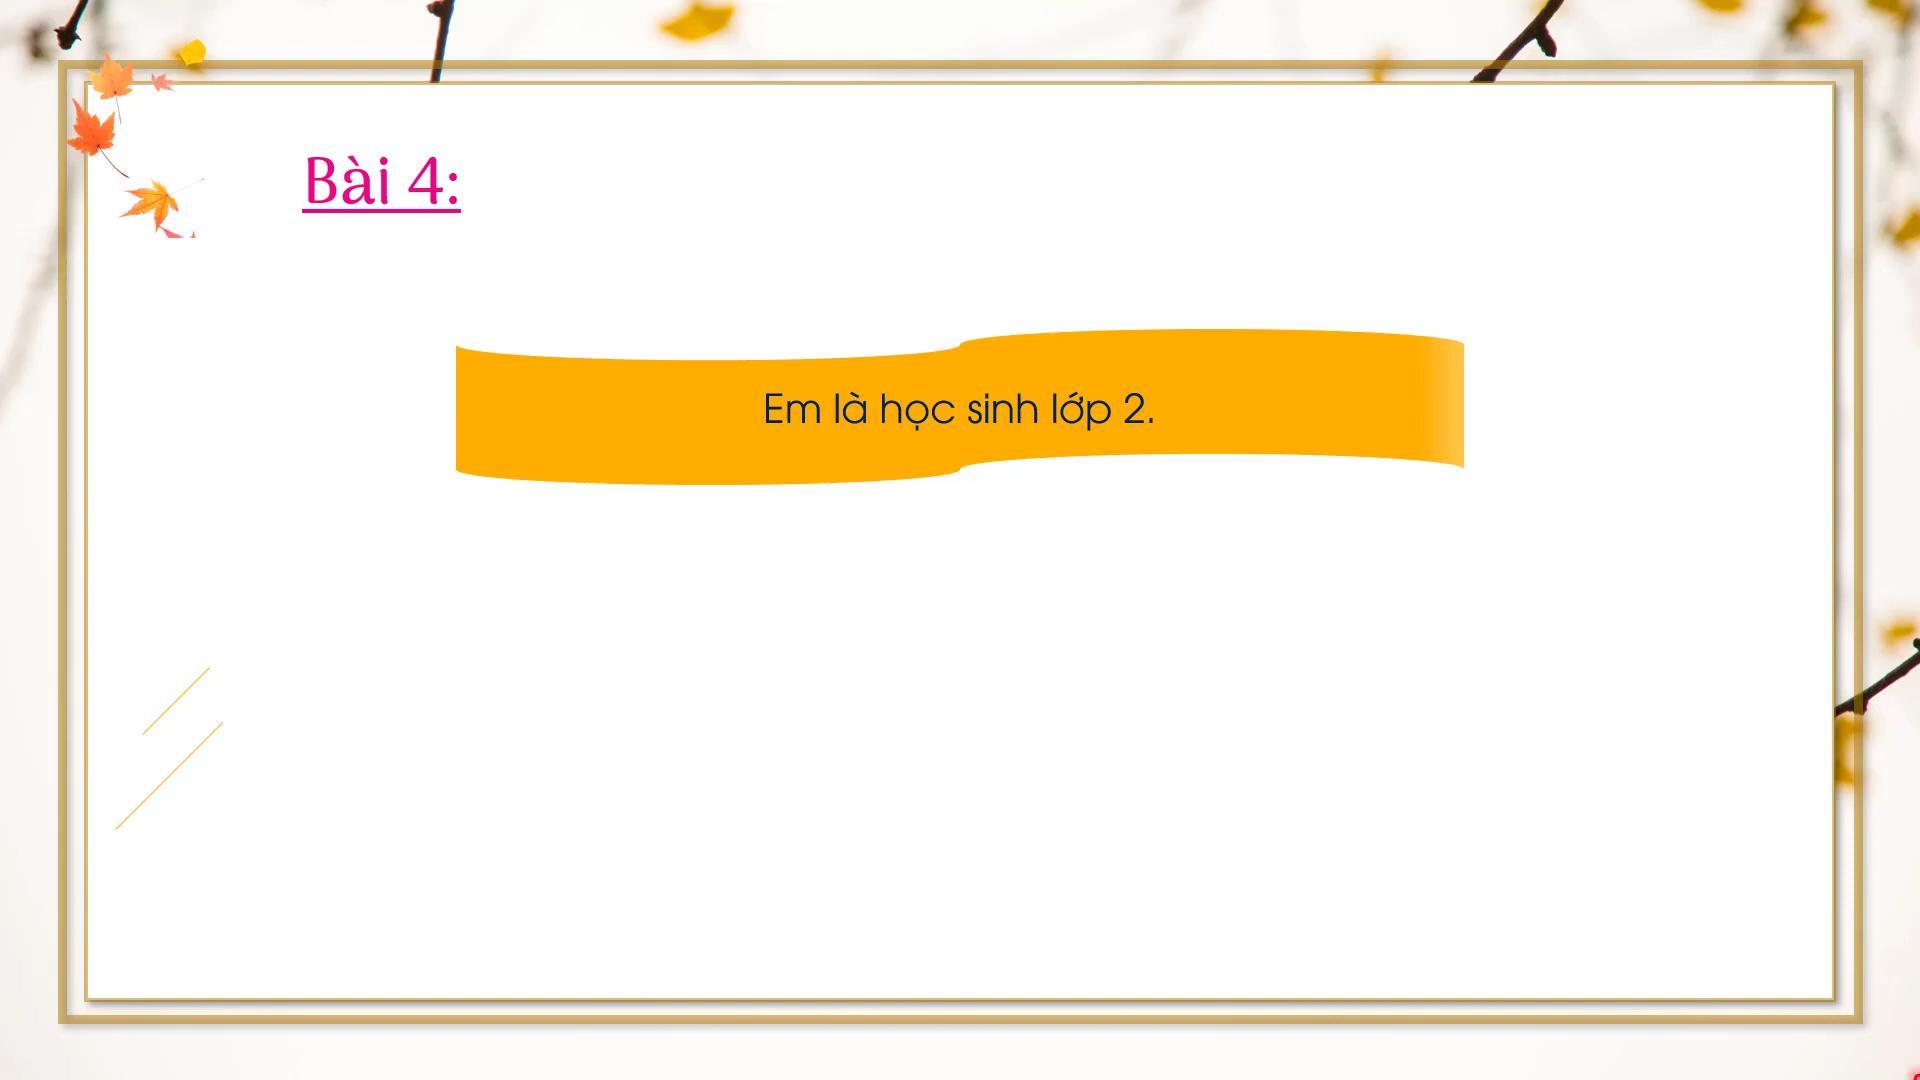 Bài 4:
Em là học sinh lớp 2.